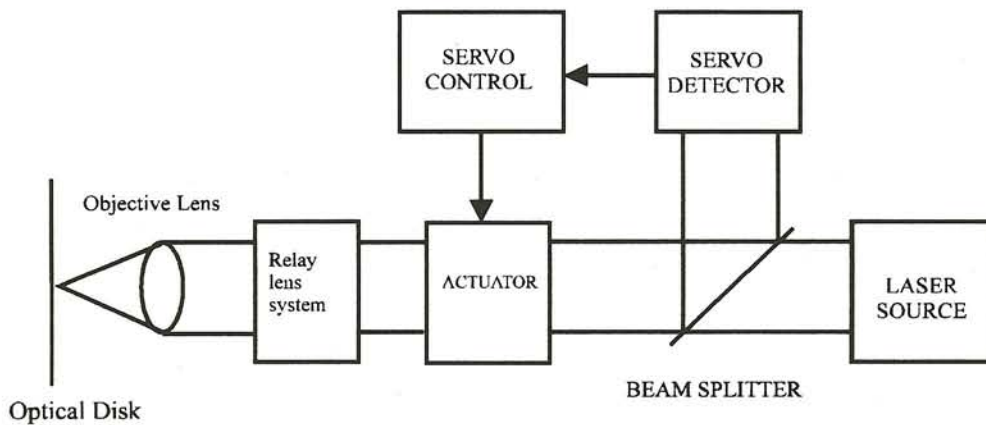 SERVO
CONTROL
SERVO
DETECTOR
Objective Lens
Relay
lens
system
ACTUATOR
LASER
SOURCE
BEAM SPLITTER
Optical Disk